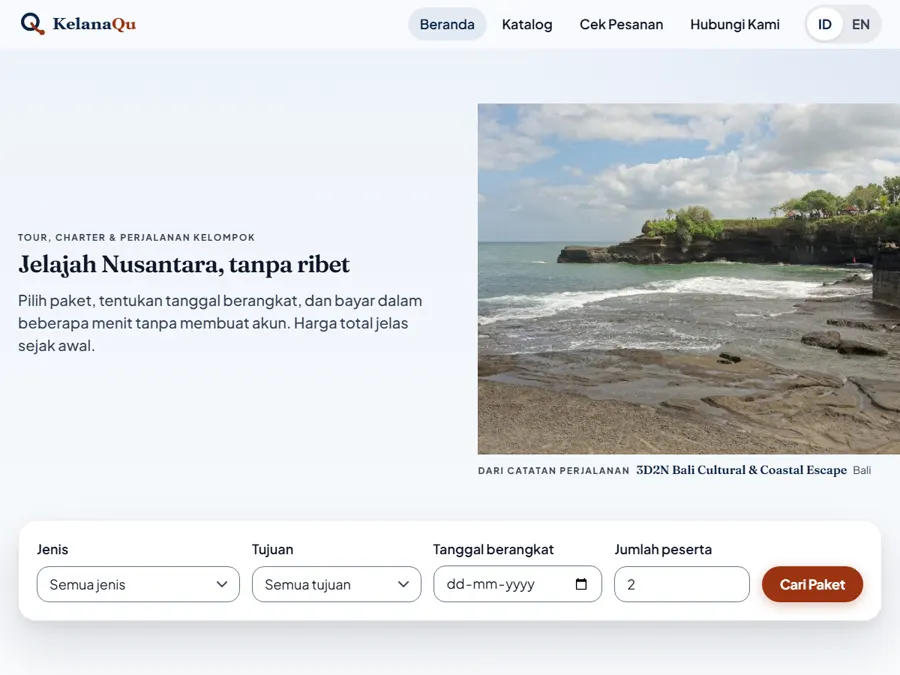 KelanaQu
Beranda
Katalog
Cek Pesanan
Hubungi Kami
ID
EN
TOUR, CHARTER & PERJALANAN KELOMPOK
Jelajah Nusantara, tanpa ribet
Pilih paket, tentukan tanggal berangkat, dan bayar dalam
beberapa menit tanpa membuat akun. Harga total jelas
sejak awal.
DARI CATATAN PERJALANAN 3D2N Bali Cultural & Coastal Escape Bali
Jenis
Semua jenis
Tujuan
Semua tujuan
Tanggal berangkat
dd-mm-yyyy
Jumlah peserta
2
Cari Paket